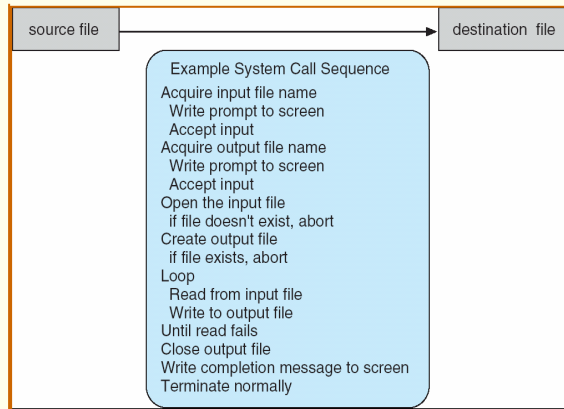 source file
destination file
Example System Call Sequence
Acquire input file name
Write prompt to screen
Accept input
Acquire output file name
Write prompt to screen
Accept input
Open the input file
if file doesn't exist, abort
Create output file
if file exists, abort
Loop
Read from input file
Write to output file
Until read fails
Close output file
Write completion message to screen
Terminate normally